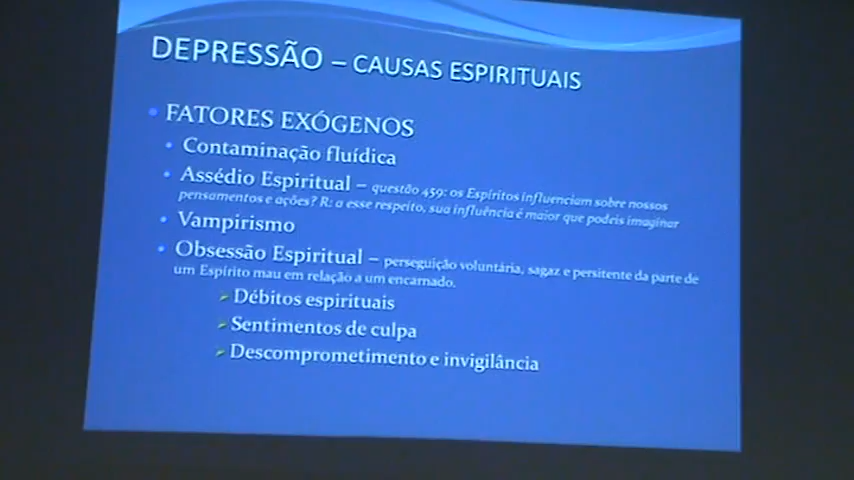 DEPRESSÃO – CAUSAS ESPIRITUAIS
• FATORES EXÓGENOS
• Contaminação fluídica
• Assédio Espiritual – questão 459: os Espíritos influenciam sobre nossos
pensamentos e ações? R: a esse respeito, sua influência é maior que podeis imaginar
• Vampirismo
• Obsessão Espiritual – perseguição voluntária, sagaz e persitente da parte de
um Espírito mau em relação a um encarnado.
➢ Débitos espirituais
➢ Sentimentos de culpa
➢ Descomprometimento e invigilância